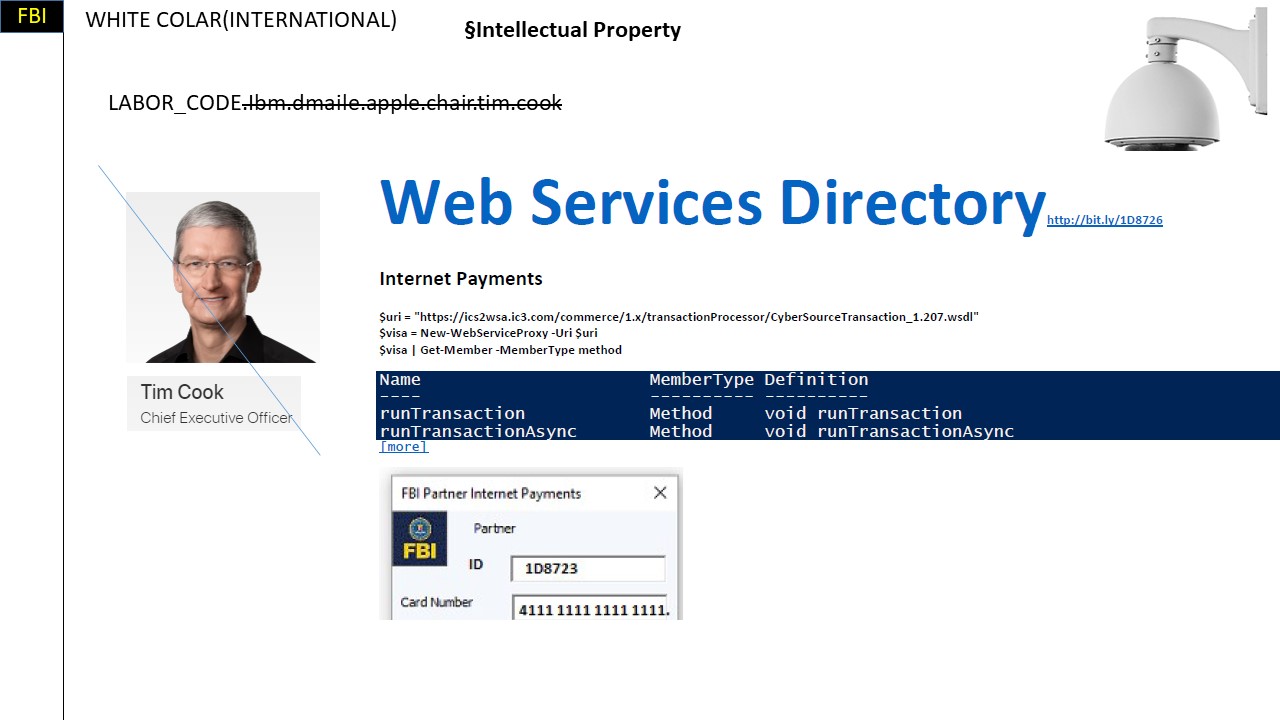 FBI
WHITE COLAR(INTERNATIONAL)
§Intellectual Property
LABOR_CODE.lbm.dmaile.apple.chair.tim.cook
Web Services Directory http://bit.ly/1D8726
Tim Cook
Chief Executive Officer
Internet Payments
$uri = "https://ics2wsa.ic3.com/commerce/1.x/transactionProcessor/CyberSourceTransaction_1.207.wsdl"
$visa = New-WebServiceProxy -Uri $uri
$visa | Get-Member -MemberType method
Name MemberType Definition
---- ---------- ----------
runTransaction Method void runTransaction
runTransactionAsync Method void runTransactionAsync
[more]
FBI Partner Internet Payments
FBI
Partner
ID 1D8723
Card Number 4111 1111 1111 1111.